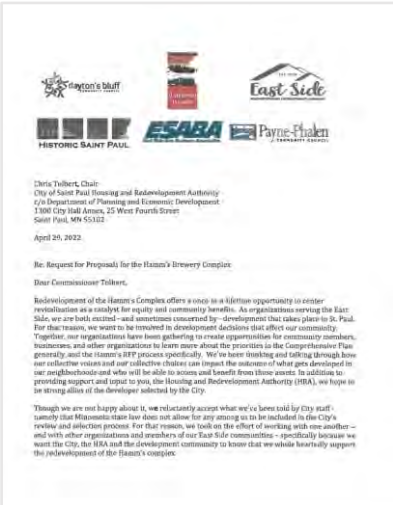 dayton's bluff
COMMUNITY COUNCIL
East Side
HISTORIC SAINT PAUL
ESABA
Payne-Phalen
COMMUNITY COUNCIL
Chris Tolbert, Chair
City of Saint Paul Housing and Redevelopment Authority
c/o Department of Planning and Economic Development
1300 City Hall Annex, 25 West Fourth Street
Saint Paul, MN 55102
April 29, 2022
Re: Request for Proposals for the Hamm's Brewery Complex
Dear Commissioner Tolbert,
Redevelopment of the Hamm's Complex offers a once-in-lifetime opportunity to center
revitalization as a catalyst for equity and community benefits. As organizations serving the East
Side, we are both excited—and sometimes concerned by—development that takes place in St. Paul.
For that reason, we want to be involved in development decisions that affect our community.
Together, our organizations have been gathering to create opportunities for community members,
businesses, and other organizations to learn more about the priorities in the Comprehensive Plan
generally, and the Hamm's RFP process specifically. We've been thinking and talking through how
our collective voices and our collective choices can impact the outcome of what gets developed in
our neighborhoods and who will be able to access and benefit from those assets. In addition to
providing support and input to you, the Housing and Redevelopment Authority (HRA), we hope to
be strong allies of the developer selected by the City.
Though we are not happy about it, we reluctantly accept what we've been told by City staff -
namely that Minnesota state law does not allow for any among us to be included in the City's
review and selection process. For that reason, we took on the effort of working with one another –
and with other organizations and members of our East Side communities – specifically because we
want the City, the HRA and the development community to know that we whole heartedly support
the redevelopment of the Hamm's complex